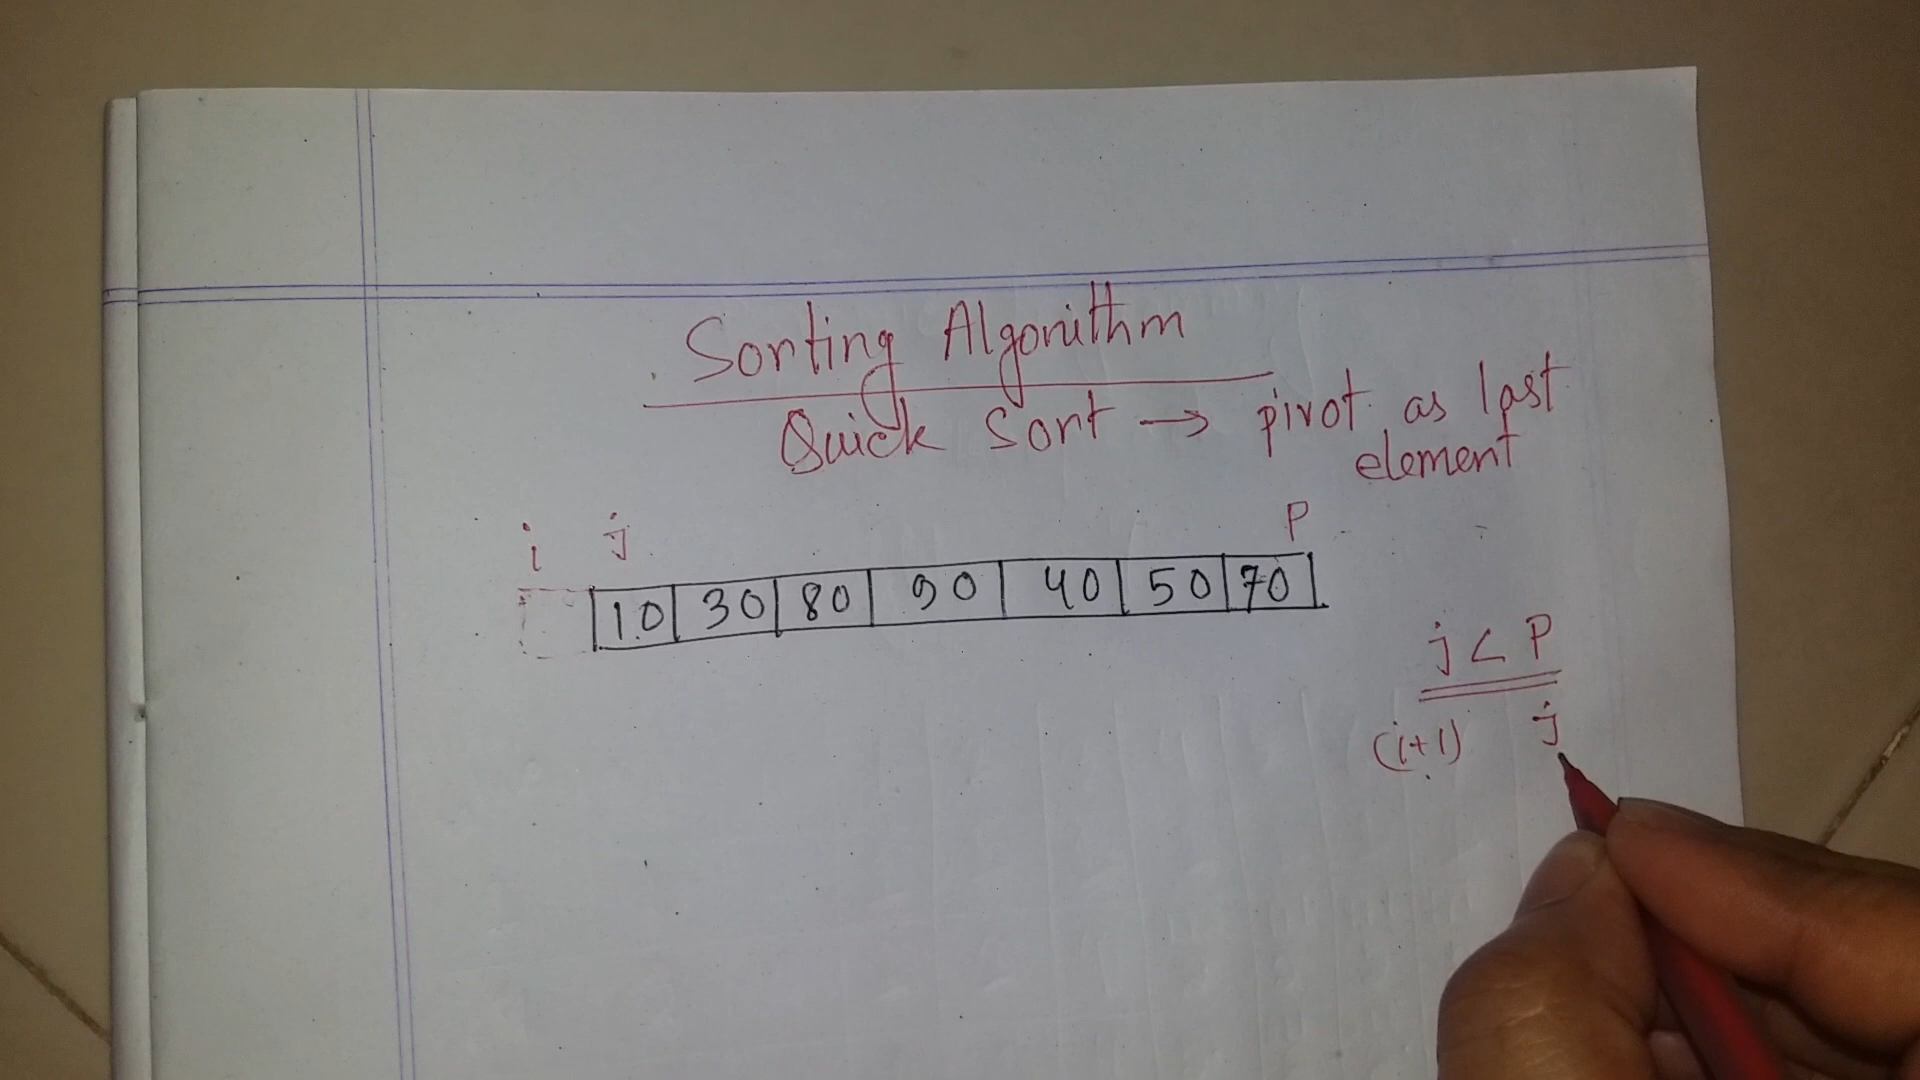 Sorting Algorithm
Quick Sort → pivot as last
element
i j P
10 30 80 90 40 50 70
j < P
(i+1) j